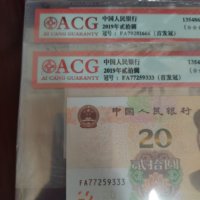 ACG
AI CANG GUARANTY
中国人民银行
2019年贰拾圆
冠号:FA79281666(首发冠)
ACG
AI CANG GUARANTY
中国人民银行
2019年贰拾圆
冠号:FA77259333(首发冠)
中国人民银行
20
贰拾圆
FA77259333